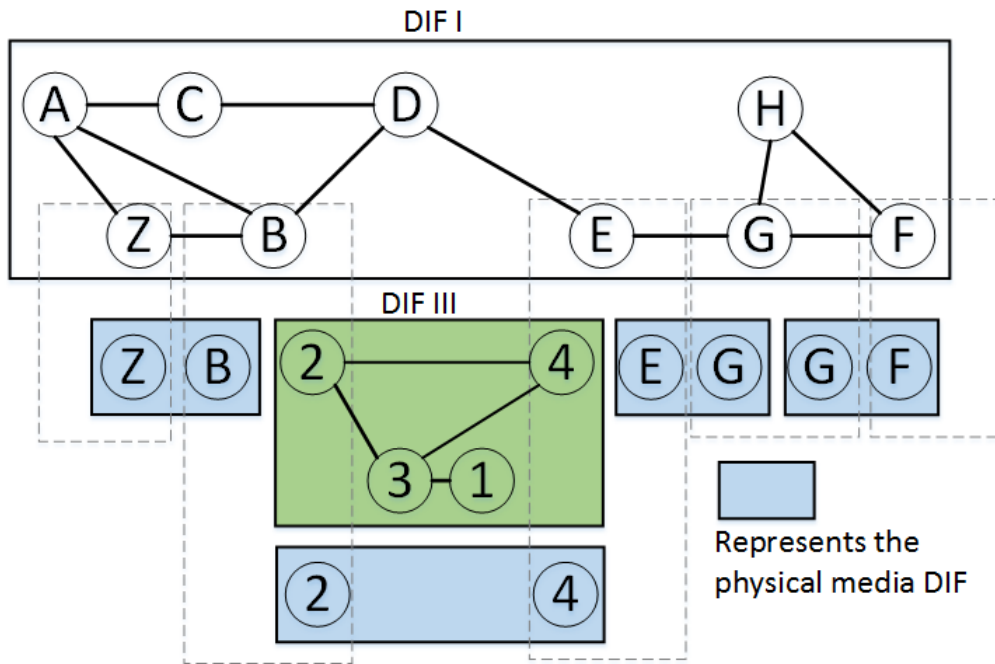 DIF I
A C D H
Z B E G F
DIF III
Z B 2 4 E G G F
3 1
Represents the
physical media DIF
2 4